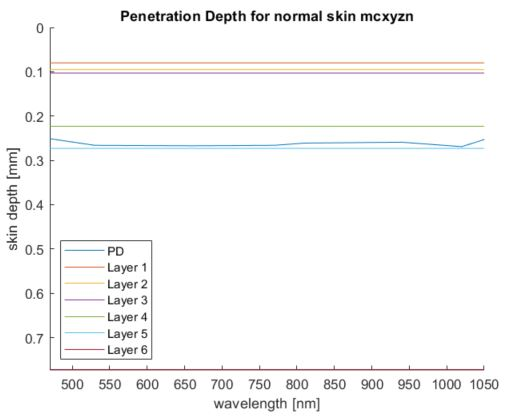 Penetration Depth for normal skin mcxyzn
0
0.1
0.2
0.3
0.4
0.5
0.6
0.7
skin depth [mm]
PD
Layer 1
Layer 2
Layer 3
Layer 4
Layer 5
Layer 6
500 550 600 650 700 750 800 850 900 950 1000 1050
wavelength [nm]